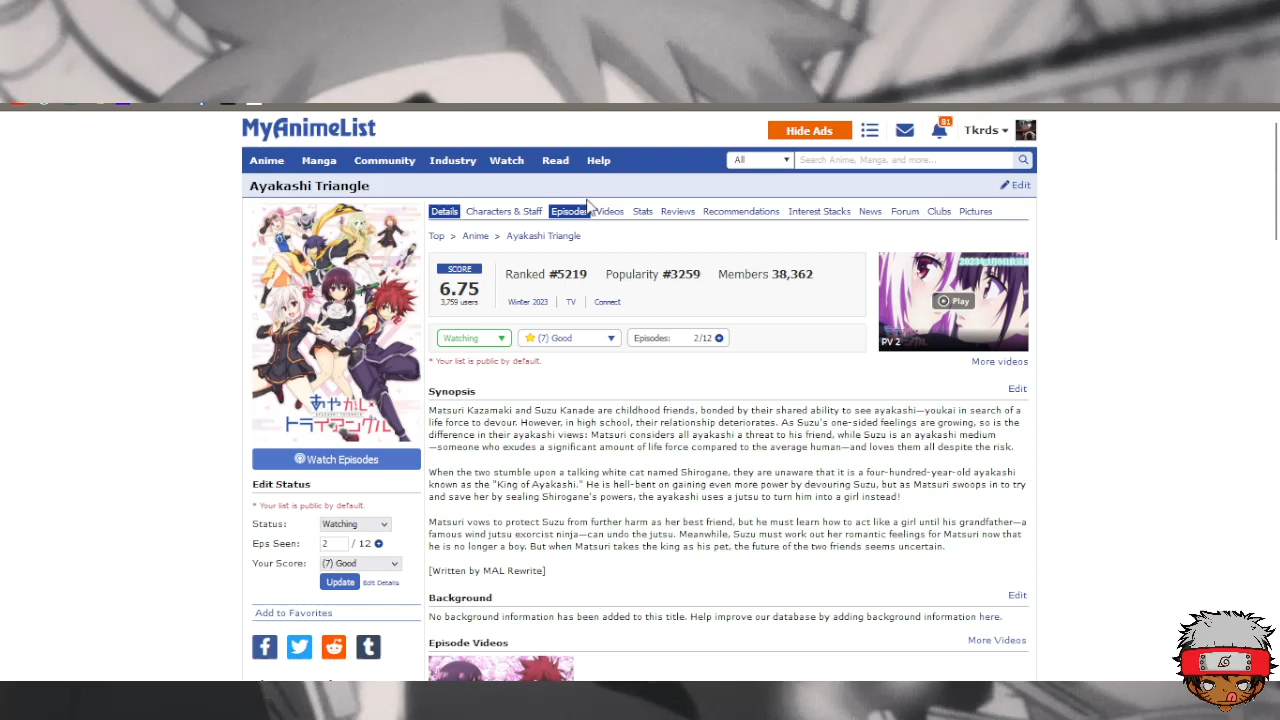 MyAnimeList
Hide Ads
81
Tkrds
Anime Manga Community Industry Watch Read Help
All
Search Anime, Manga, and more...
Ayakashi Triangle
Edit
Details Characters & Staff Episodes Videos Stats Reviews Recommendations Interest Stacks News Forum Clubs Pictures
Top > Anime > Ayakashi Triangle
SCORE
6.75
3,759 users
Ranked #5219 Popularity #3259 Members 38,362
Winter 2023 | TV | Connect
Play
PV 2
Watching
(7) Good
Episodes: 2/12
* Your list is public by default.
More videos
Synopsis
Edit
Matsuri Kazamaki and Suzu Kanade are childhood friends, bonded by their shared ability to see ayakashi—youkai in search of a
life force to devour. However, in high school, their relationship deteriorates. As Suzu's one-sided feelings are growing, so is the
difference in their ayakashi views: Matsuri considers all ayakashi a threat to his friend, while Suzu is an ayakashi medium
—someone who exudes a significant amount of life force compared to the average human—and loves them all despite the risk.
When the two stumble upon a talking white cat named Shirogane, they are unaware that it is a four-hundred-year-old ayakashi
known as the "King of Ayakashi." He is hell-bent on gaining even more power by devouring Suzu, but as Matsuri swoops in to try
and save her by sealing Shirogane's powers, the ayakashi uses a jutsu to turn him into a girl instead!
Matsuri vows to protect Suzu from further harm as her best friend, but he must learn how to act like a girl until his grandfather—a
famous wind jutsu exorcist ninja—can undo the jutsu. Meanwhile, Suzu must work out her romantic feelings for Matsuri now that
he is no longer a boy. But when Matsuri takes the king as his pet, the future of the two friends seems uncertain.
[Written by MAL Rewrite]
Background
Edit
No background information has been added to this title. Help improve our database by adding background information here.
Episode Videos
More Videos
あやかし
トライアングル
Watch Episodes
Edit Status
* Your list is public by default.
Status: Watching
Eps Seen: 2 / 12
Your Score: (7) Good
Update Edit Details
Add to Favorites